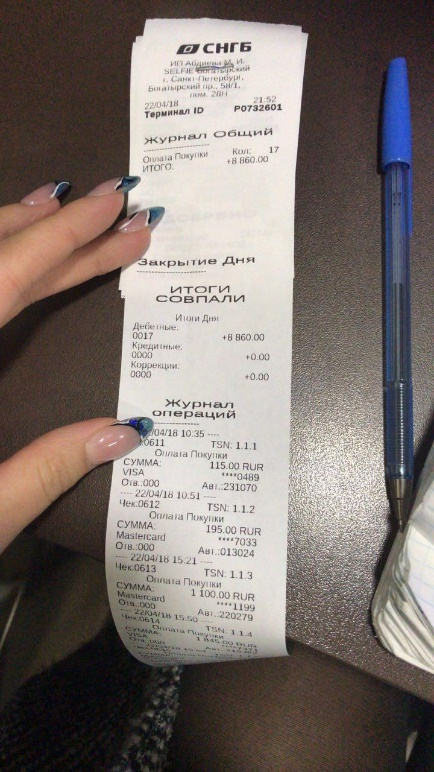 СНГБ
ИП Абдиева М. И.
SELFIE Богатырский
г. Санкт-Петербург,
Богатырский пр., 58/1,
пом. 28Н
22/04/18 21:52
Терминал ID P0732601
Журнал Общий
Кол: 17
Оплата Покупки
ИТОГО: +8 860.00
Закрытие Дня
ИТОГИ
СОВПАЛИ
Итоги Дня
Дебетные:
0017 +8 860.00
Кредитные:
0000 +0.00
Коррекции:
0000 +0.00
Журнал
операций
/04/18 10:35 ----
0611 TSN: 1.1.1
Оплата Покупки
СУММА: 115.00 RUR
VISA ****0489
Отв.:000 Авт.:231070
---- 22/04/18 10:51 ----
Чек:0612 TSN: 1.1.2
Оплата Покупки
СУММА: 195.00 RUR
Mastercard ****7033
Отв.:000 Авт.:013024
---- 22/04/18 15:21 ----
Чек:0613 TSN: 1.1.3
Оплата Покупки
СУММА: 1 100.00 RUR
Mastercard ****1199
Отв.:000 Авт.:220279
---- 22/04/18 15:50 ----
Чек:0614 TSN: 1.1.4
Оплата Покупки
СУММА: 1 845.00 RUR
VISA
Отв.:000